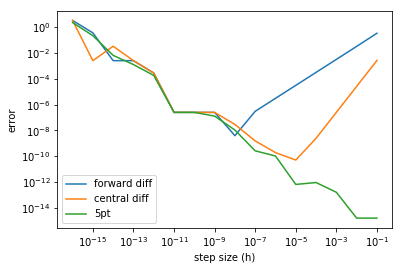 10⁰
10⁻²
10⁻⁴
10⁻⁶
10⁻⁸
10⁻¹⁰
10⁻¹²
10⁻¹⁴
error
forward diff
central diff
5pt
10⁻¹⁵ 10⁻¹³ 10⁻¹¹ 10⁻⁹ 10⁻⁷ 10⁻⁵ 10⁻³ 10⁻¹
step size (h)